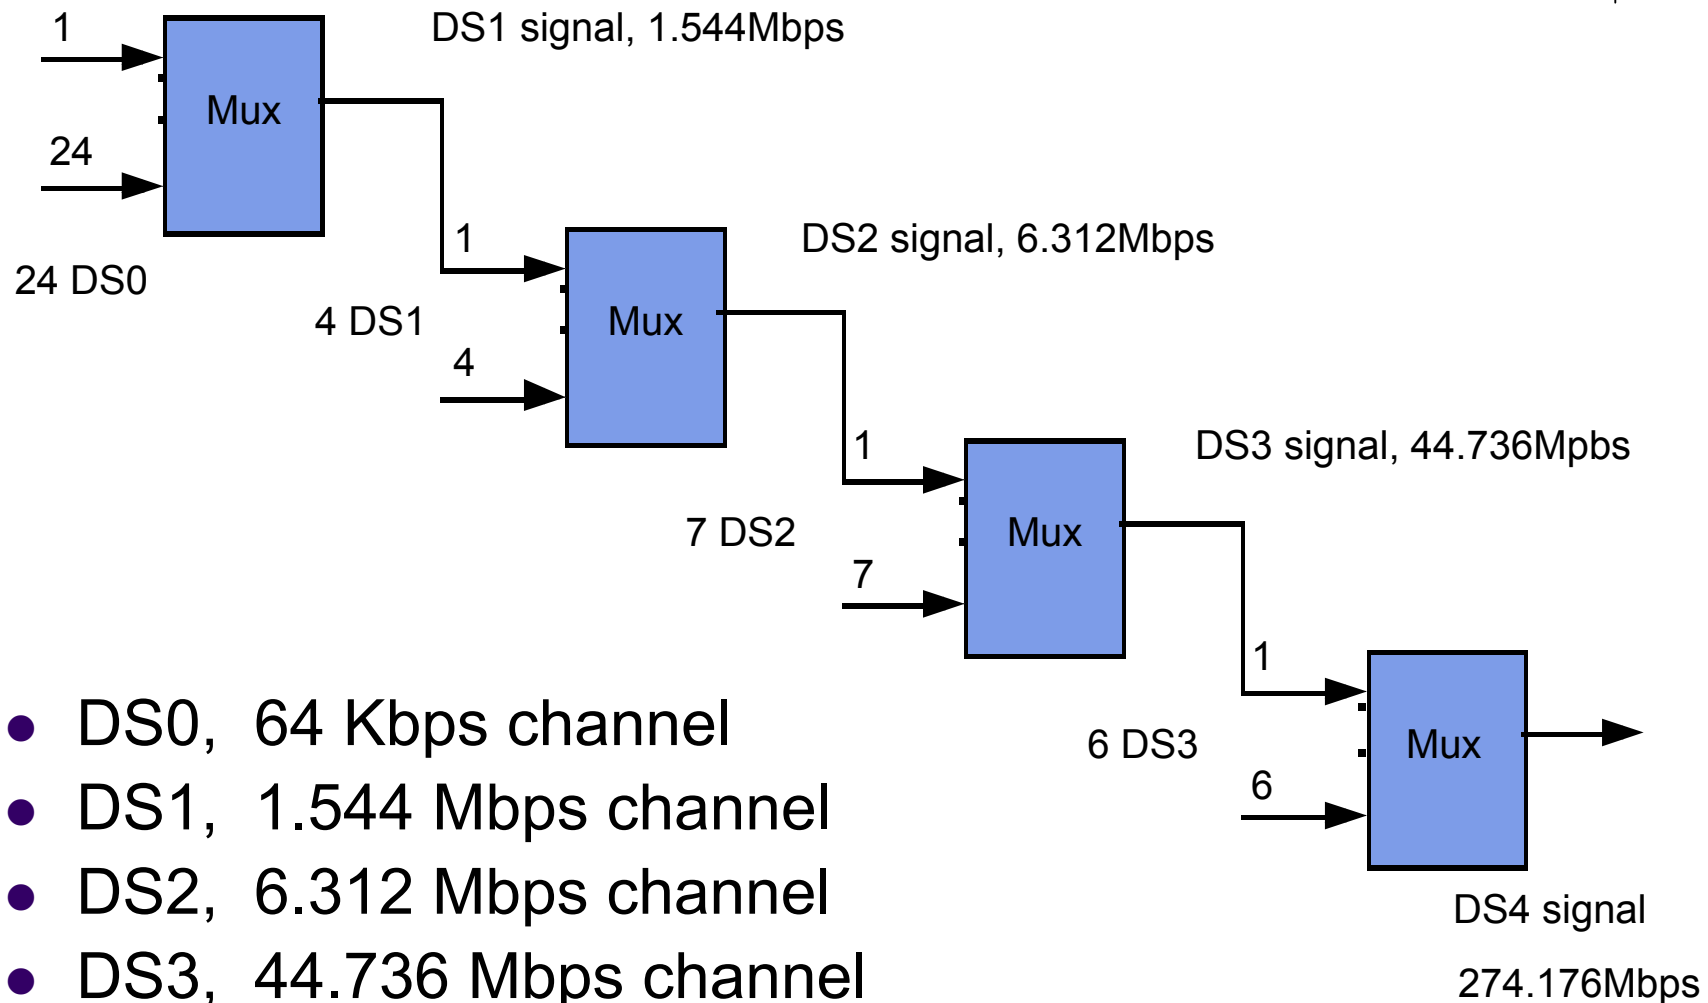 1
DS1 signal, 1.544Mbps
Mux
24
24 DS0
1
DS2 signal, 6.312Mbps
4 DS1
Mux
4
1
DS3 signal, 44.736Mpbs
7 DS2
Mux
7
1
6 DS3
Mux
6
DS4 signal
274.176Mbps
● DS0, 64 Kbps channel
● DS1, 1.544 Mbps channel
● DS2, 6.312 Mbps channel
● DS3, 44.736 Mbps channel